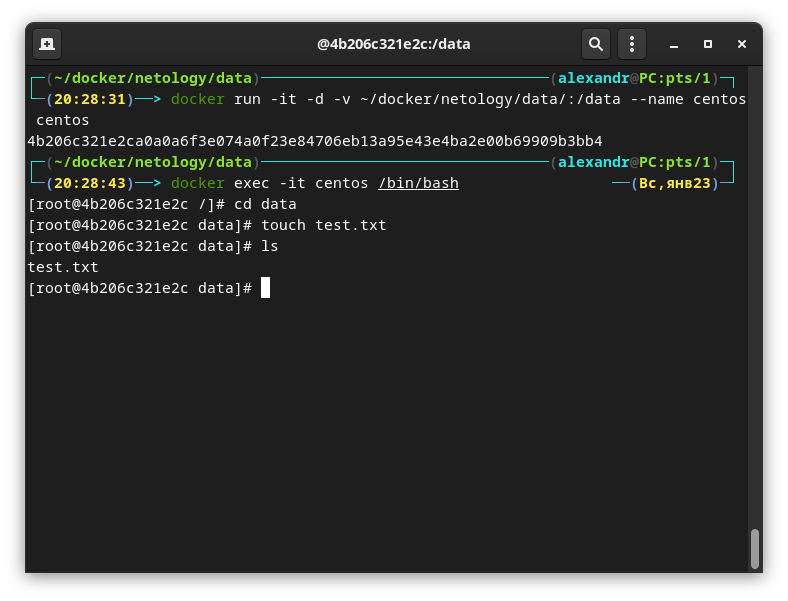 @4b206c321e2c:/data
(~/docker/netology/data) (alexandr@PC:pts/1)
(20:28:31)──> docker run -it -d -v ~/docker/netology/data/:/data --name centos
centos
4b206c321e2ca0a0a6f3e074a0f23e84706eb13a95e43e4ba2e00b69909b3bb4
(~/docker/netology/data) (alexandr@PC:pts/1)
(20:28:43)──> docker exec -it centos /bin/bash ──(Вс,янв23)
[root@4b206c321e2c /]# cd data
[root@4b206c321e2c data]# touch test.txt
[root@4b206c321e2c data]# ls
test.txt
[root@4b206c321e2c data]#